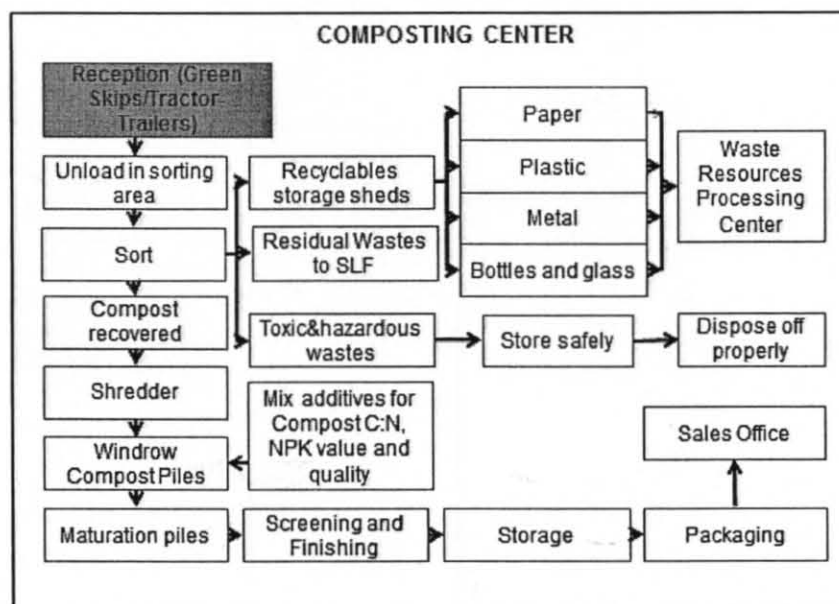 COMPOSTING CENTER
Reception (Green
Skips/Tractor
Trailers)
Unload in sorting
area
Sort
Compost
recovered
Shredder
Windrow
Compost Piles
Maturation piles
Recyclables
storage sheds
Residual Wastes
to SLF
Toxic&hazardous
wastes
Mix additives for
Compost C:N,
NPK value and
quality
Screening and
Finishing
Paper
Plastic
Metal
Bottles and glass
Store safely
Storage
Waste
Resources
Processing
Center
Dispose off
properly
Sales Office
Packaging